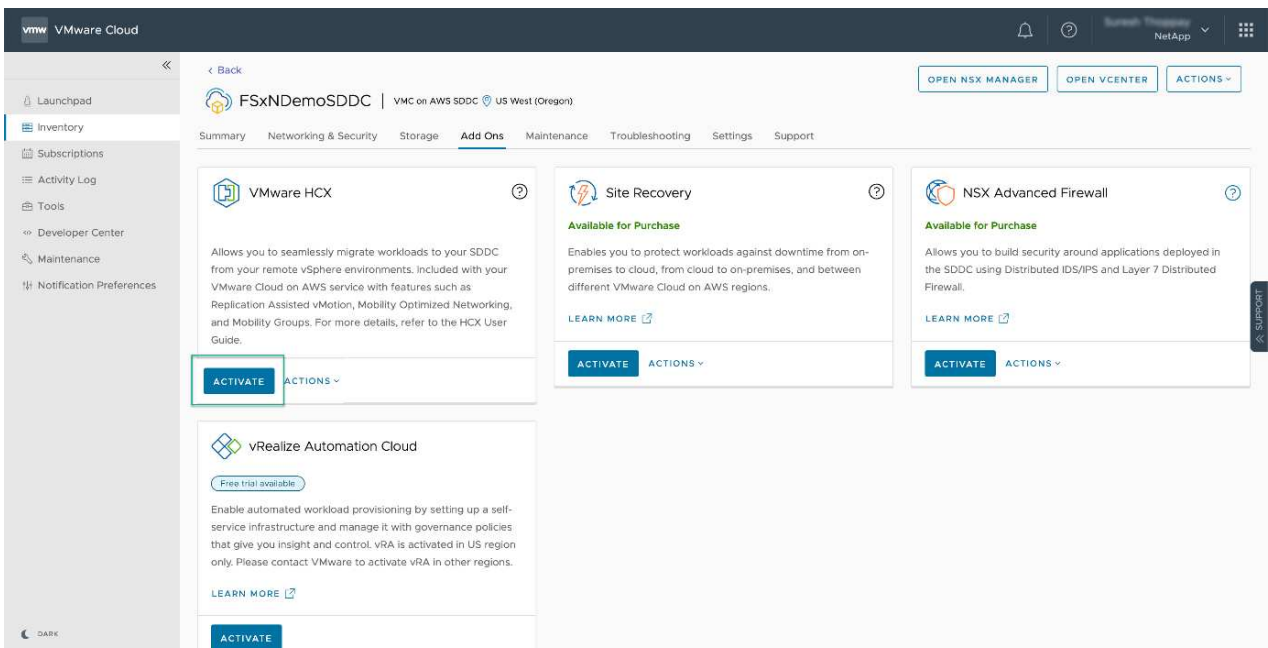 vmw VMware Cloud
NetApp
Launchpad
Inventory
Subscriptions
Activity Log
Tools
Developer Center
Maintenance
Notification Preferences
DARK
Back
FSxNDemoSDDC | VMC on AWS SDDC US West (Oregon)
OPEN NSX MANAGER
OPEN VCENTER
ACTIONS
Summary Networking & Security Storage Add Ons Maintenance Troubleshooting Settings Support
VMware HCX
Allows you to seamlessly migrate workloads to your SDDC
from your remote vSphere environments. Included with your
VMware Cloud on AWS service with features such as
Replication Assisted vMotion, Mobility Optimized Networking,
and Mobility Groups. For more details, refer to the HCX User
Guide.
ACTIVATE ACTIONS
Site Recovery
Available for Purchase
Enables you to protect workloads against downtime from on-
premises to cloud, from cloud to on-premises, and between
different VMware Cloud on AWS regions.
LEARN MORE
ACTIVATE ACTIONS
NSX Advanced Firewall
Available for Purchase
Allows you to build security around applications deployed in
the SDDC using Distributed IDS/IPS and Layer 7 Distributed
Firewall.
LEARN MORE
ACTIVATE ACTIONS
SUPPORT
vRealize Automation Cloud
Free trial available
Enable automated workload provisioning by setting up a self-
service infrastructure and manage it with governance policies
that give you insight and control. vRA is activated in US region
only. Please contact VMware to activate vRA in other regions.
LEARN MORE
ACTIVATE